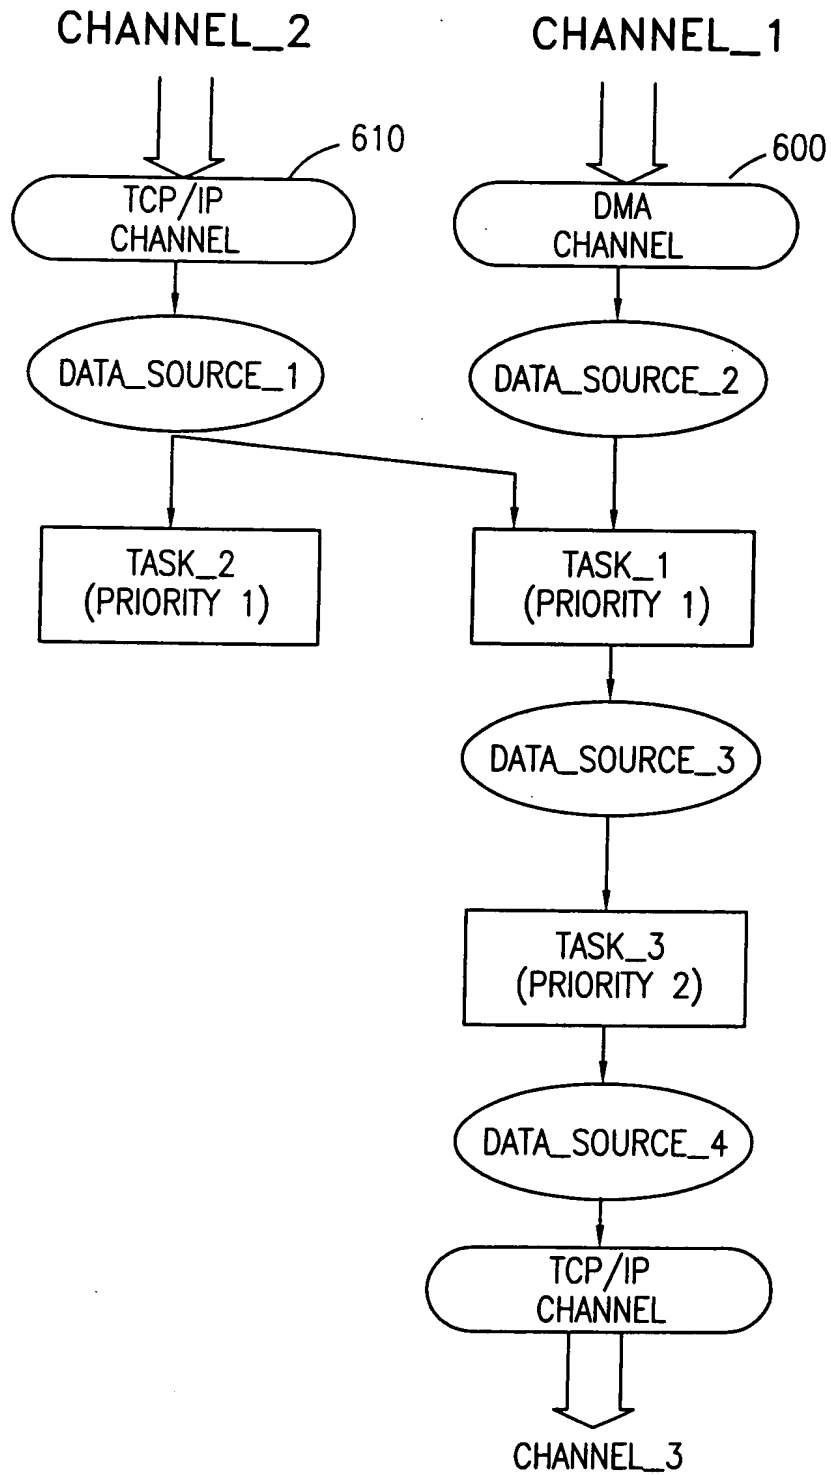 CHANNEL_2
CHANNEL_1
610
600
TCP/IP
CHANNEL
DMA
CHANNEL
DATA_SOURCE_1
DATA_SOURCE_2
TASK_2
(PRIORITY 1)
TASK_1
(PRIORITY 1)
DATA_SOURCE_3
TASK_3
(PRIORITY 2)
DATA_SOURCE_4
TCP/IP
CHANNEL
CHANNEL_3